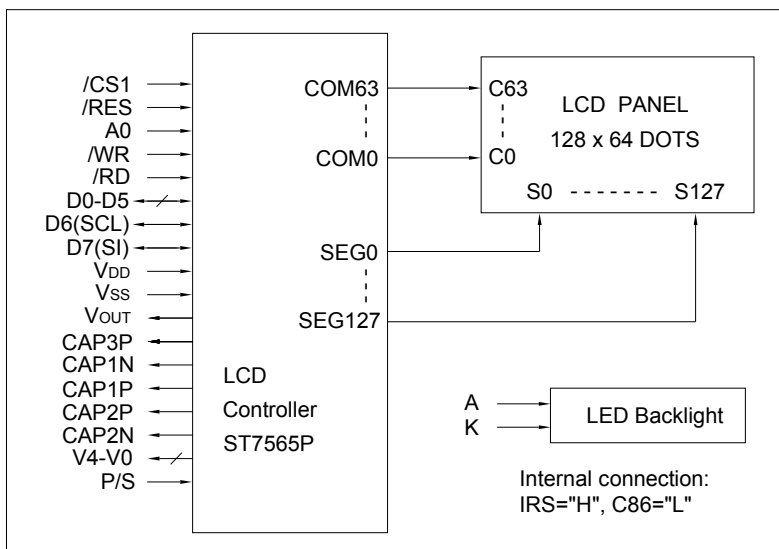 /CS1
/RES
A0
/WR
/RD
D0-D5
D6(SCL)
D7(SI)
VDD
VSS
VOUT
CAP3P
CAP1N
CAP1P
CAP2P
CAP2N
V4-V0
P/S
COM63
COM0
SEG0
SEG127
LCD
Controller
ST7565P
C63
C0
LCD PANEL
128 x 64 DOTS
S0 ------- S127
A
K
LED Backlight
Internal connection:
IRS="H", C86="L"